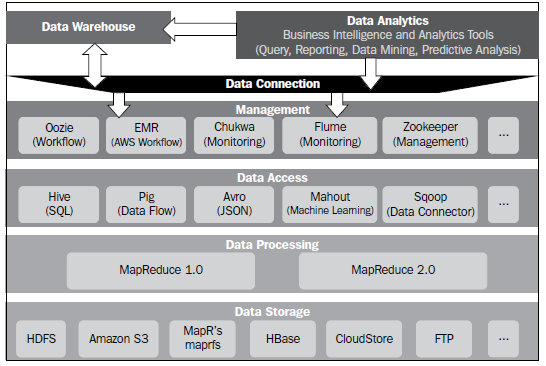 Data Warehouse
Data Analytics
Business Intelligence and Analytics Tools
(Query, Reporting, Data Mining, Predictive Analysis)
Data Connection
Management
Oozie
(Workflow)
EMR
(AWS Workflow)
Chukwa
(Monitoring)
Flume
(Monitoring)
Zookeeper
(Management)
...
Data Access
Hive
(SQL)
Pig
(Data Flow)
Avro
(JSON)
Mahout
(Machine Learning)
Sqoop
(Data Connector)
...
Data Processing
MapReduce 1.0
MapReduce 2.0
Data Storage
HDFS
Amazon S3
MapR's
maprfs
HBase
CloudStore
FTP
...